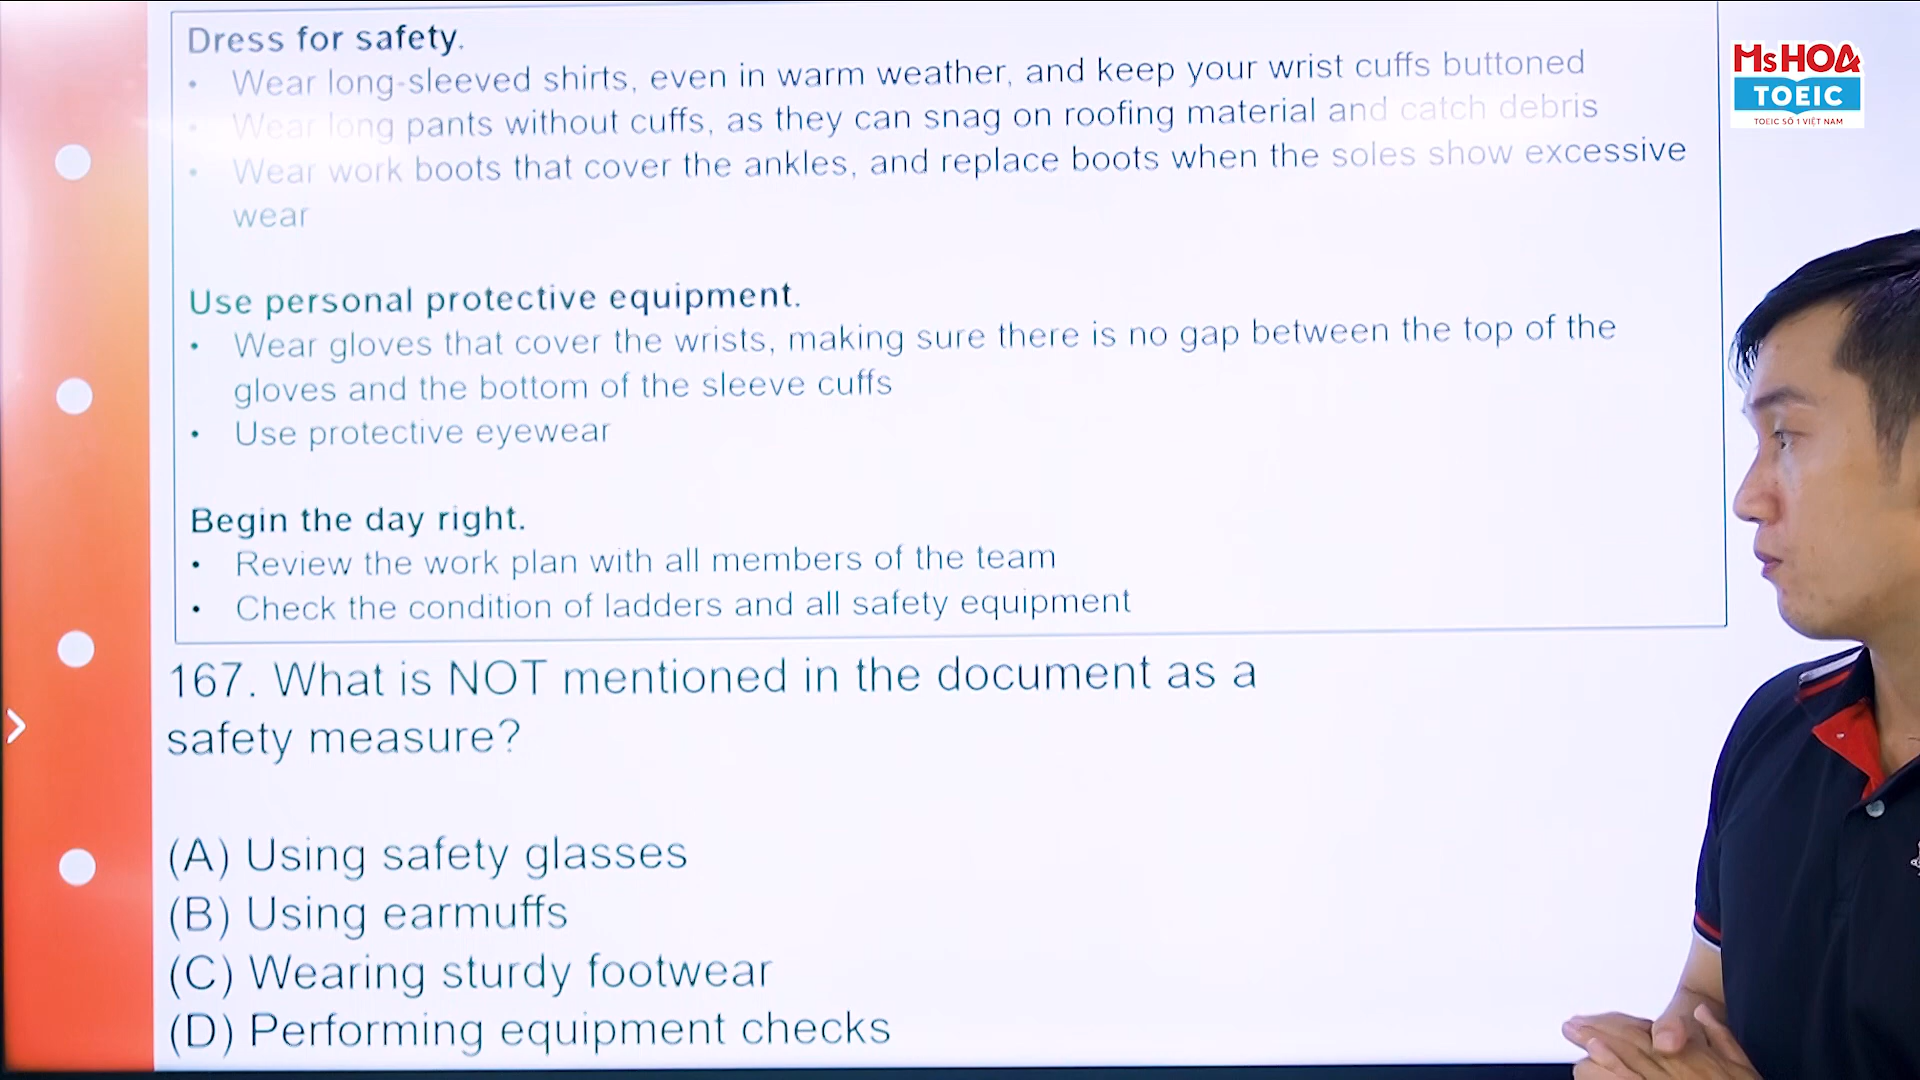 Dress for safety.
• Wear long-sleeved shirts, even in warm weather, and keep your wrist cuffs buttoned
• Wear long pants without cuffs, as they can snag on roofing material and catch debris
• Wear work boots that cover the ankles, and replace boots when the soles show excessive
wear
Use personal protective equipment.
• Wear gloves that cover the wrists, making sure there is no gap between the top of the
gloves and the bottom of the sleeve cuffs
• Use protective eyewear
Begin the day right.
• Review the work plan with all members of the team
• Check the condition of ladders and all safety equipment
167. What is NOT mentioned in the document as a
safety measure?
(A) Using safety glasses
(B) Using earmuffs
(C) Wearing sturdy footwear
(D) Performing equipment checks
MsHOA
TOEIC
TOEIC SỐ 1 VIỆT NAM